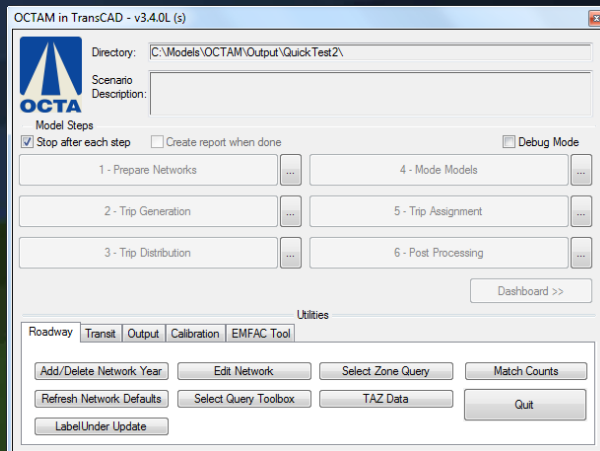 OCTAM in TransCAD - v3.4.0L (s)
x
OCTA
Directory: C:\Models\OCTAM\Output\QuickTest2\
Scenario
Description:
Model Steps
Stop after each step Create report when done Debug Mode
1 - Prepare Networks ... 4 - Mode Models ...
2 - Trip Generation ... 5 - Trip Assignment ...
3 - Trip Distribution ... 6 - Post Processing ...
Dashboard >>
Utilities
Roadway Transit Output Calibration EMFAC Tool
Add/Delete Network Year Edit Network Select Zone Query Match Counts
Refresh Network Defaults Select Query Toolbox TAZ Data Quit
LabelUnder Update